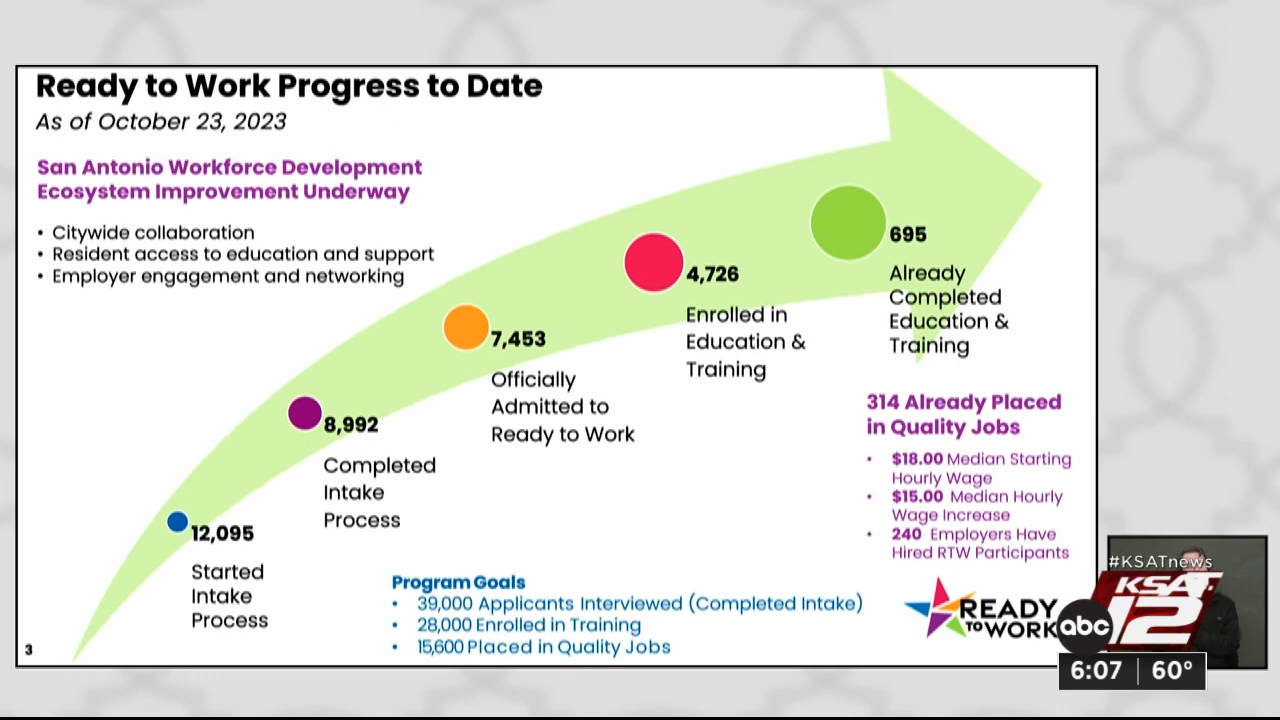 Ready to Work Progress to Date
As of October 23, 2023
San Antonio Workforce Development
Ecosystem Improvement Underway
• Citywide collaboration
• Resident access to education and support
• Employer engagement and networking
695
Already
Completed
Education &
Training
4,726
Enrolled in
Education &
Training
7,453
Officially
Admitted to
Ready to Work
8,992
Completed
Intake
Process
12,095
Started
Intake
Process
314 Already Placed
in Quality Jobs
• $18.00 Median Starting
Hourly Wage
• $15.00 Median Hourly
Wage Increase
• 240 Employers Have
Hired RTW Participants
Program Goals
• 39,000 Applicants Interviewed (Completed Intake)
• 28,000 Enrolled in Training
• 15,600 Placed in Quality Jobs
READY
TO WORK
3
#KSATnews
KSAT
abc 12
6:07 60°